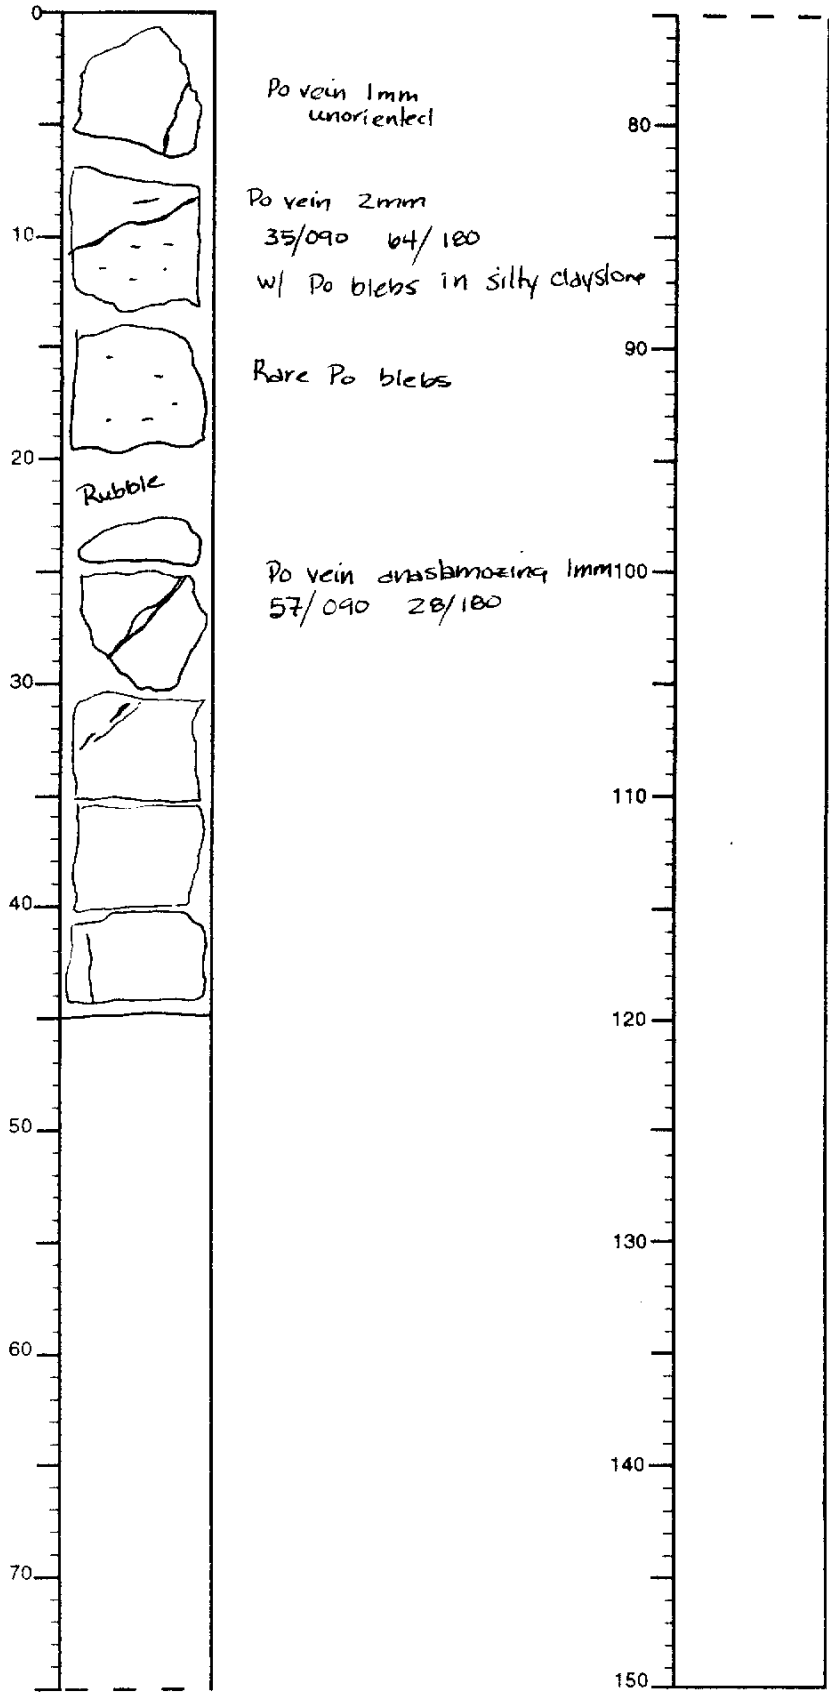 0
Po vein 1mm
unoriented
Po vein 2mm
10
35/090 64/180
w/ Po blebs in silty claystone
Rare Po blebs
20
Rubble
Po vein anastamozing 1mm
57/090 28/180
30
40
50
60
70
80
90
100
110
120
130
140
150